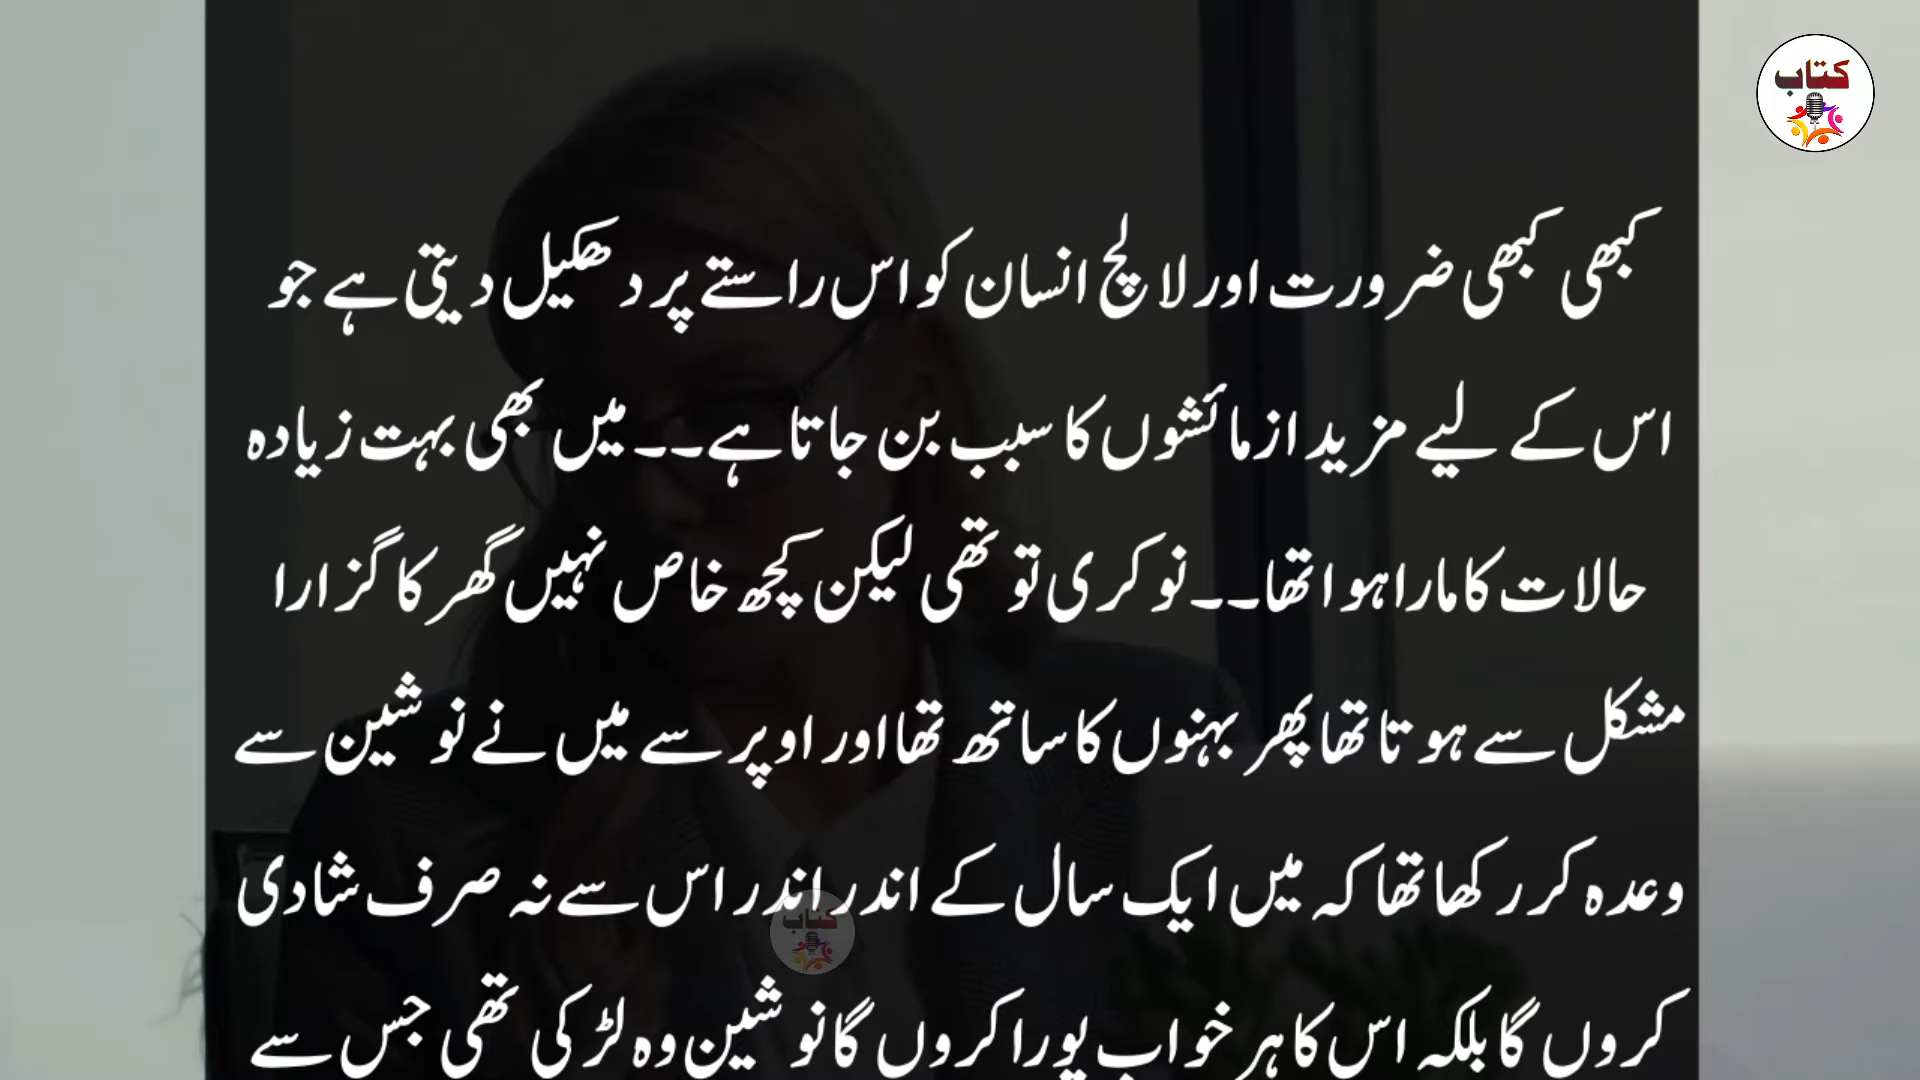 کتاب
کبھی کبھی ضرورت اور لالچ انسان کو اس راستے پر دھکیل دیتی ہے جو
اس کے لیے مزید ازمائشوں کا سبب بن جاتا ہے۔۔ میں بھی بہت زیادہ
حالات کا مارا ہوا تھا۔۔ نوکری تو تھی لیکن کچھ خاص نہیں گھر کا گزارا
مشکل سے ہوتا تھا پھر بہنوں کا ساتھ تھا اور اوپر سے میں نے نوشین سے
وعدہ کر رکھا تھا کہ میں ایک سال کے اندر اندر اس سے نہ صرف شادی
کتاب
کروں گا بلکہ اس کا ہر خواب پورا کروں گا نوشین وہ لڑکی تھی جس سے